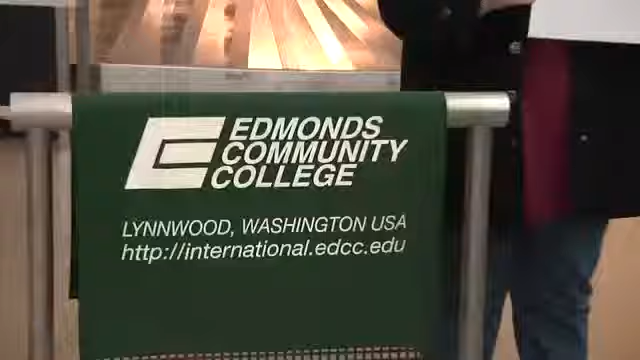 EDMONDS
COMMUNITY
COLLEGE
LYNNWOOD, WASHINGTON USA
http://international.edcc.edu